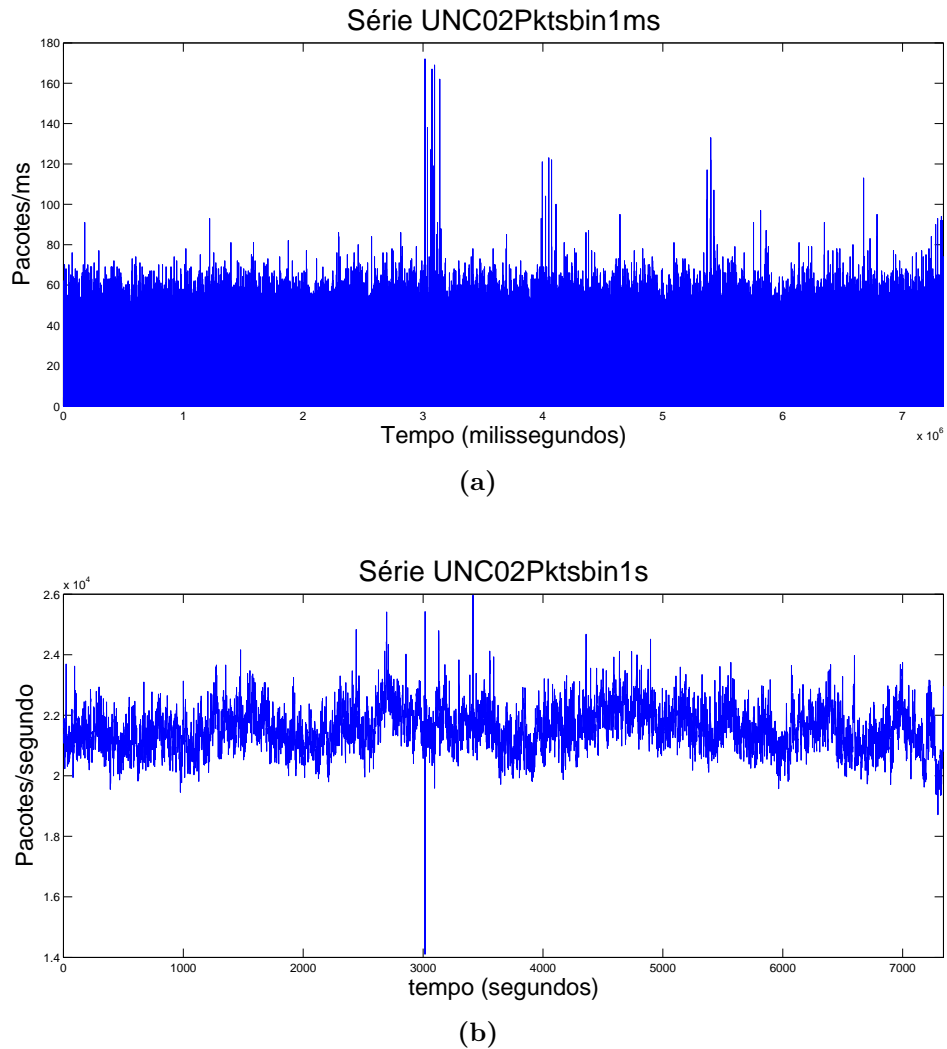 Série UNC02Pktsbin1ms
180
160
140
120
100
80
60
40
20
0
Pacotes/ms
0 1 2 3 4 5 6 7
x 10^6
Tempo (milissegundos)
(a)
Série UNC02Pktsbin1s
x 10^4
2.6
2.4
2.2
2
1.8
1.6
1.4
Pacotes/segundo
0 1000 2000 3000 4000 5000 6000 7000
tempo (segundos)
(b)